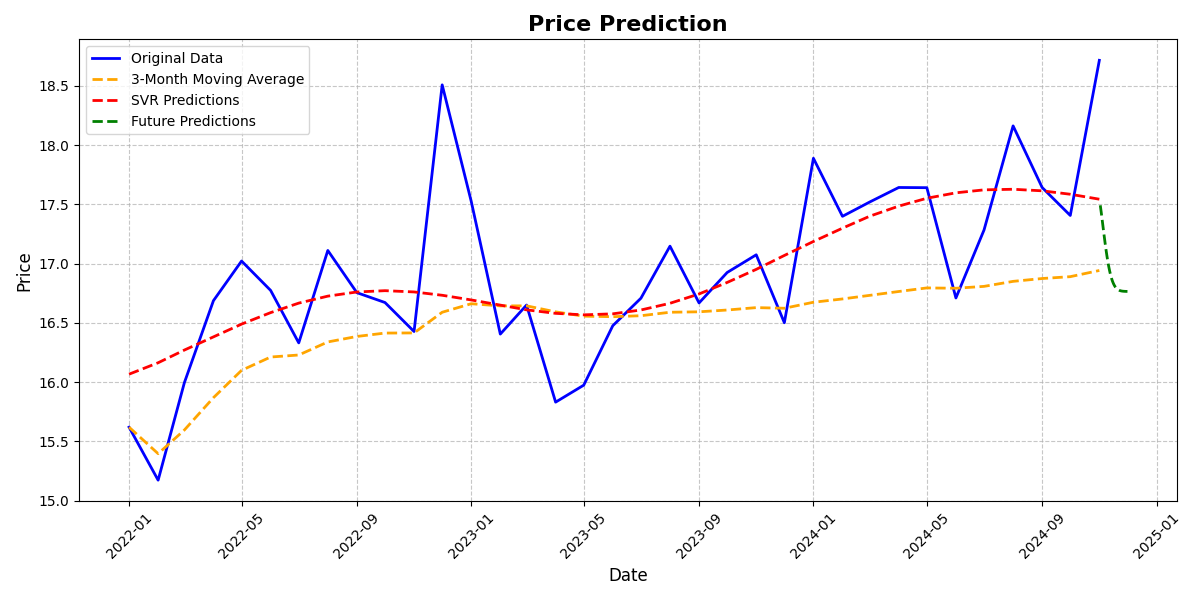 Price Prediction
Original Data
3-Month Moving Average
SVR Predictions
Future Predictions
Price
18.5
18.0
17.5
17.0
16.5
16.0
15.5
15.0
2022-01
2022-05
2022-09
2023-01
2023-05
2023-09
2024-01
2024-05
2024-09
2025-01
Date